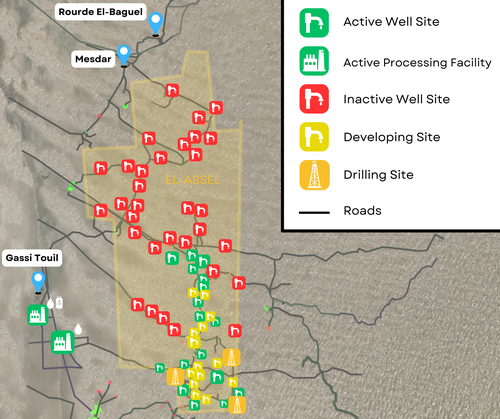 Rourde El-Baguel
Mesdar
EL-ASSEL
Gassi Touil
Active Well Site
Active Processing Facility
Inactive Well Site
Developing Site
Drilling Site
Roads